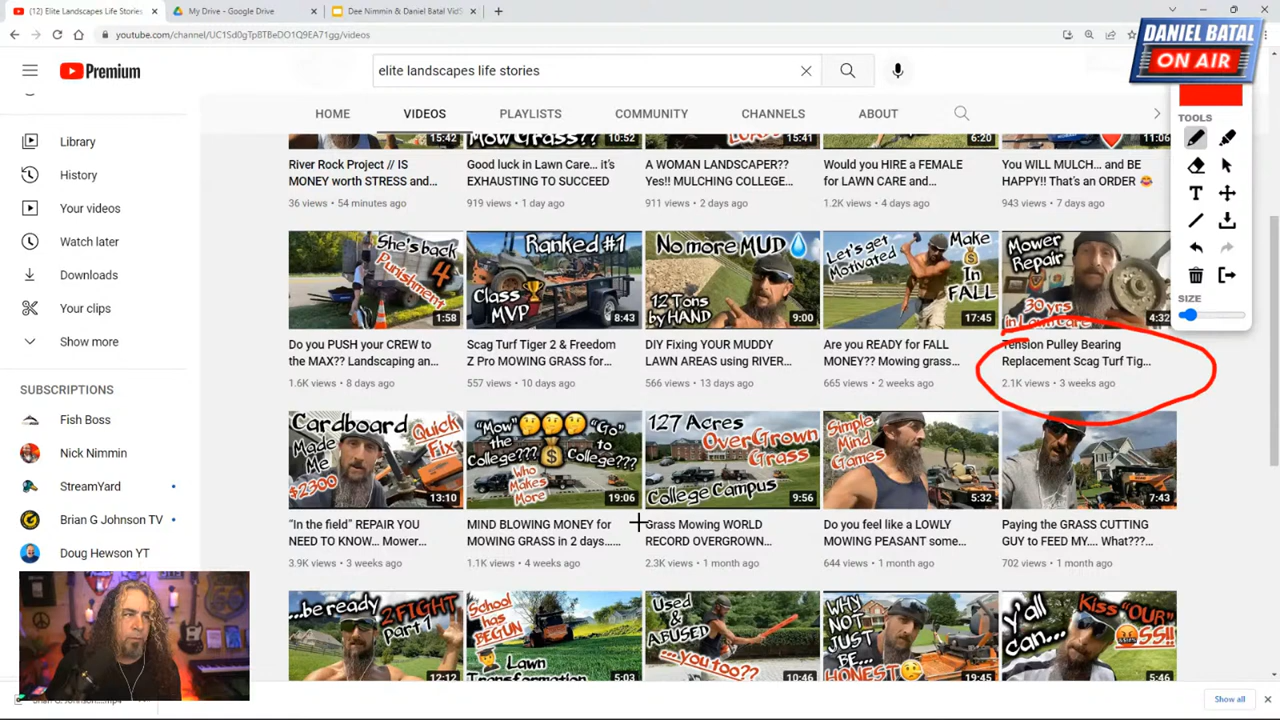 (12) Elite Landscapes Life Stories
My Drive - Google Drive
Dee Nimmin & Daniel Batal Vid
youtube.com/channel/UC1Sd0gTpBTBeDO1Q9EA71gg/videos
DANIEL BATAL
ON AIR
Premium
elite landscapes life stories
HOME
VIDEOS
PLAYLISTS
COMMUNITY
CHANNELS
ABOUT
TOOLS
SIZE
Library
History
Your videos
Watch later
Downloads
Your clips
Show more
SUBSCRIPTIONS
Fish Boss
Nick Nimmin
StreamYard
Brian G Johnson TV
Doug Hewson YT
15:42
10:52
15:41
6:20
11:06
River Rock Project // IS
MONEY worth STRESS and...
36 views • 54 minutes ago
Good luck in Lawn Care... it's
EXHAUSTING TO SUCCEED
919 views • 1 day ago
A WOMAN LANDSCAPER??
Yes!! MULCHING COLLEGE...
911 views • 2 days ago
Would you HIRE a FEMALE
for LAWN CARE and...
1.2K views • 4 days ago
You WILL MULCH... and BE
HAPPY!! That's an ORDER 😂
943 views • 7 days ago
She's back
4
Punishment
1:58
Ranked #1
Class
MVP
8:43
No more MUD
12 Tons
by HAND
9:00
Let's get
Motivated
Make
In
FALL
17:45
Mower
Repair
30 yrs
in Lawncare
4:32
Do you PUSH your CREW to
the MAX?? Landscaping an...
1.6K views • 8 days ago
Scag Turf Tiger 2 & Freedom
Z Pro MOWING GRASS for...
557 views • 10 days ago
DIY Fixing YOUR MUDDY
LAWN AREAS using RIVER...
566 views • 13 days ago
Are you READY for FALL
MONEY?? Mowing grass...
665 views • 2 weeks ago
Tension Pulley Bearing
Replacement Scag Turf Tig...
2.1K views • 3 weeks ago
Cardboard
Made
Me
$2300
Quick
Fix
13:10
"Mow"
the
College???
"Go"
to
College???
Who
Makes
More
19:06
127 Acres
OverGrown
Grass
College Campus
9:56
Simple
Mind
Games
5:32
7:43
"In the field" REPAIR YOU
NEED TO KNOW... Mower...
3.9K views • 3 weeks ago
MIND BLOWING MONEY for
MOWING GRASS in 2 days.....
1.1K views • 4 weeks ago
Grass Mowing WORLD
RECORD OVERGROWN...
2.3K views • 1 month ago
Do you feel like a LOWLY
MOWING PEASANT some...
644 views • 1 month ago
Paying the GRASS CUTTING
GUY to FEED MY.... What???...
702 views • 1 month ago
...be ready
2 FIGHT
part 1
12:12
School
has
BEGUN
Lawn
Transformation
5:03
Used &
ABUSED
...you too??
10:46
WHY
NOT
JUST
BE...
HONEST
19:45
Y'all
Can...
Kiss "OUR"
SS!!
5:46
Show all